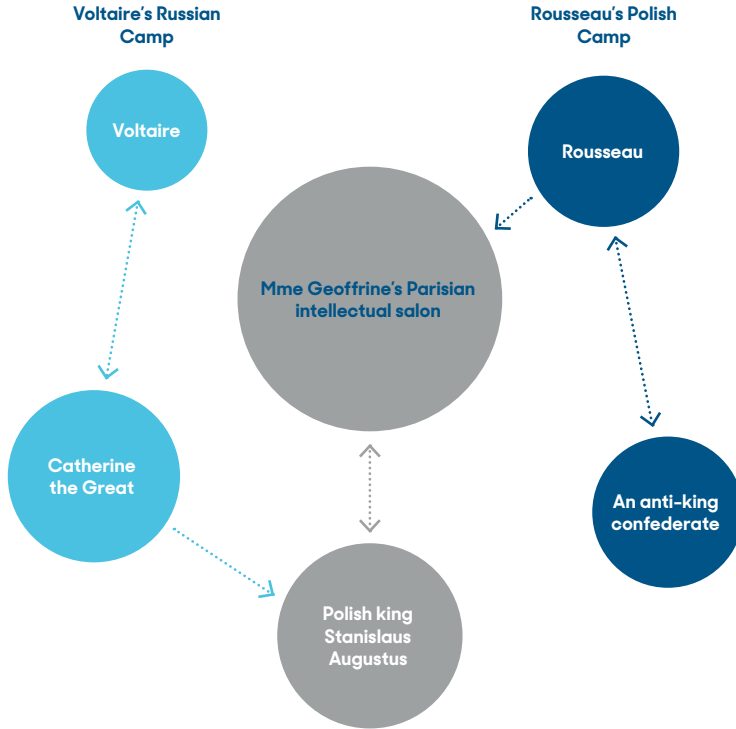 Voltaire's Russian
Camp
Rousseau's Polish
Camp
Voltaire
Rousseau
Mme Geoffrine's Parisian
intellectual salon
Catherine
the Great
An anti-king
confederate
Polish king
Stanislaus
Augustus